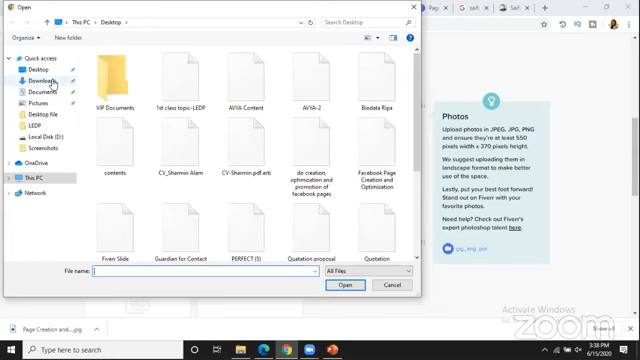 Open
This PC > Desktop >
Search Desktop
Organize
New folder
Quick access
Desktop
Downloads
Documents
Pictures
Desktop file
LEDP
Local Disk (D:)
Screenshots
OneDrive
This PC
Network
VIP Documents
1st class topic-LEDP
AVYA Content
AVYA-2
Biodata Ripa
contents
CV_Sharmin Alam
CV_Sharmin.pdf.erb
do creation, optimization and promotion of facebook pages
Facebook Page Creation and Optimization
Fiverr Slide
Guardian for Contact
PERFECT (5)
Quotation proposal
Quotation
File name:
All Files
Open
Cancel
Page
saifi
Saif
Photos
Upload photos in JPEG, JPG, PNG
and ensure they're at least 550
pixels width x 370 pixels height.
We suggest uploading them in
landscape format to make better
use of the space.
Lastly, put your best foot forward!
Stand out on Fiverr with your
favorite photos.
Need help? Check out Fiverr's
expert photoshop talent here.
.jpg, .png, .gif
Activate Windows
zoom
Show all
Page Creation and....jpg
Type here to search
3:38 PM
6/15/2020